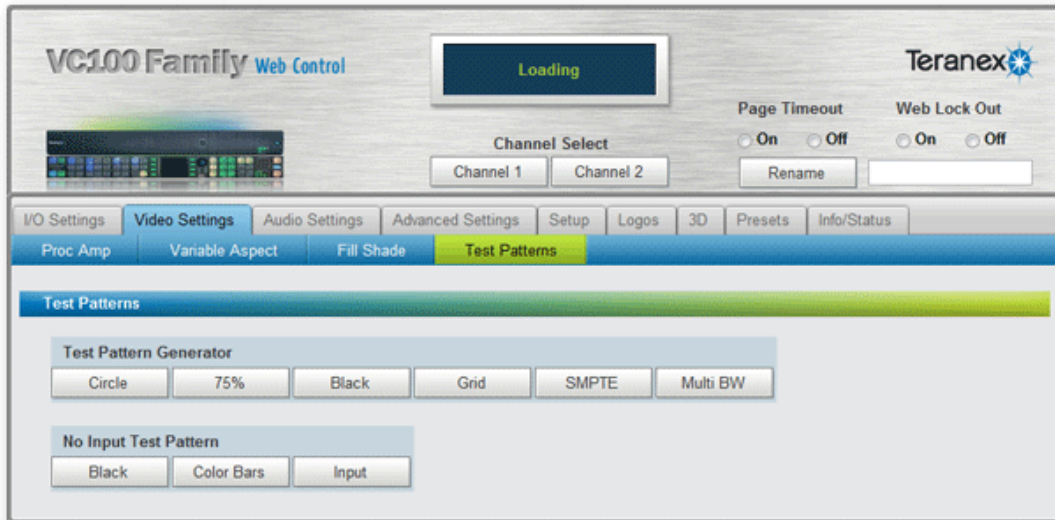 VC100 Family Web Control
Loading
Teranex
Page Timeout Web Lock Out
On Off On Off
Channel Select
Channel 1 Channel 2
Rename
I/O Settings Video Settings Audio Settings Advanced Settings Setup Logos 3D Presets Info/Status
Proc Amp Variable Aspect Fill Shade Test Patterns
Test Patterns
Test Pattern Generator
Circle 75% Black Grid SMPTE Multi BW
No Input Test Pattern
Black Color Bars Input